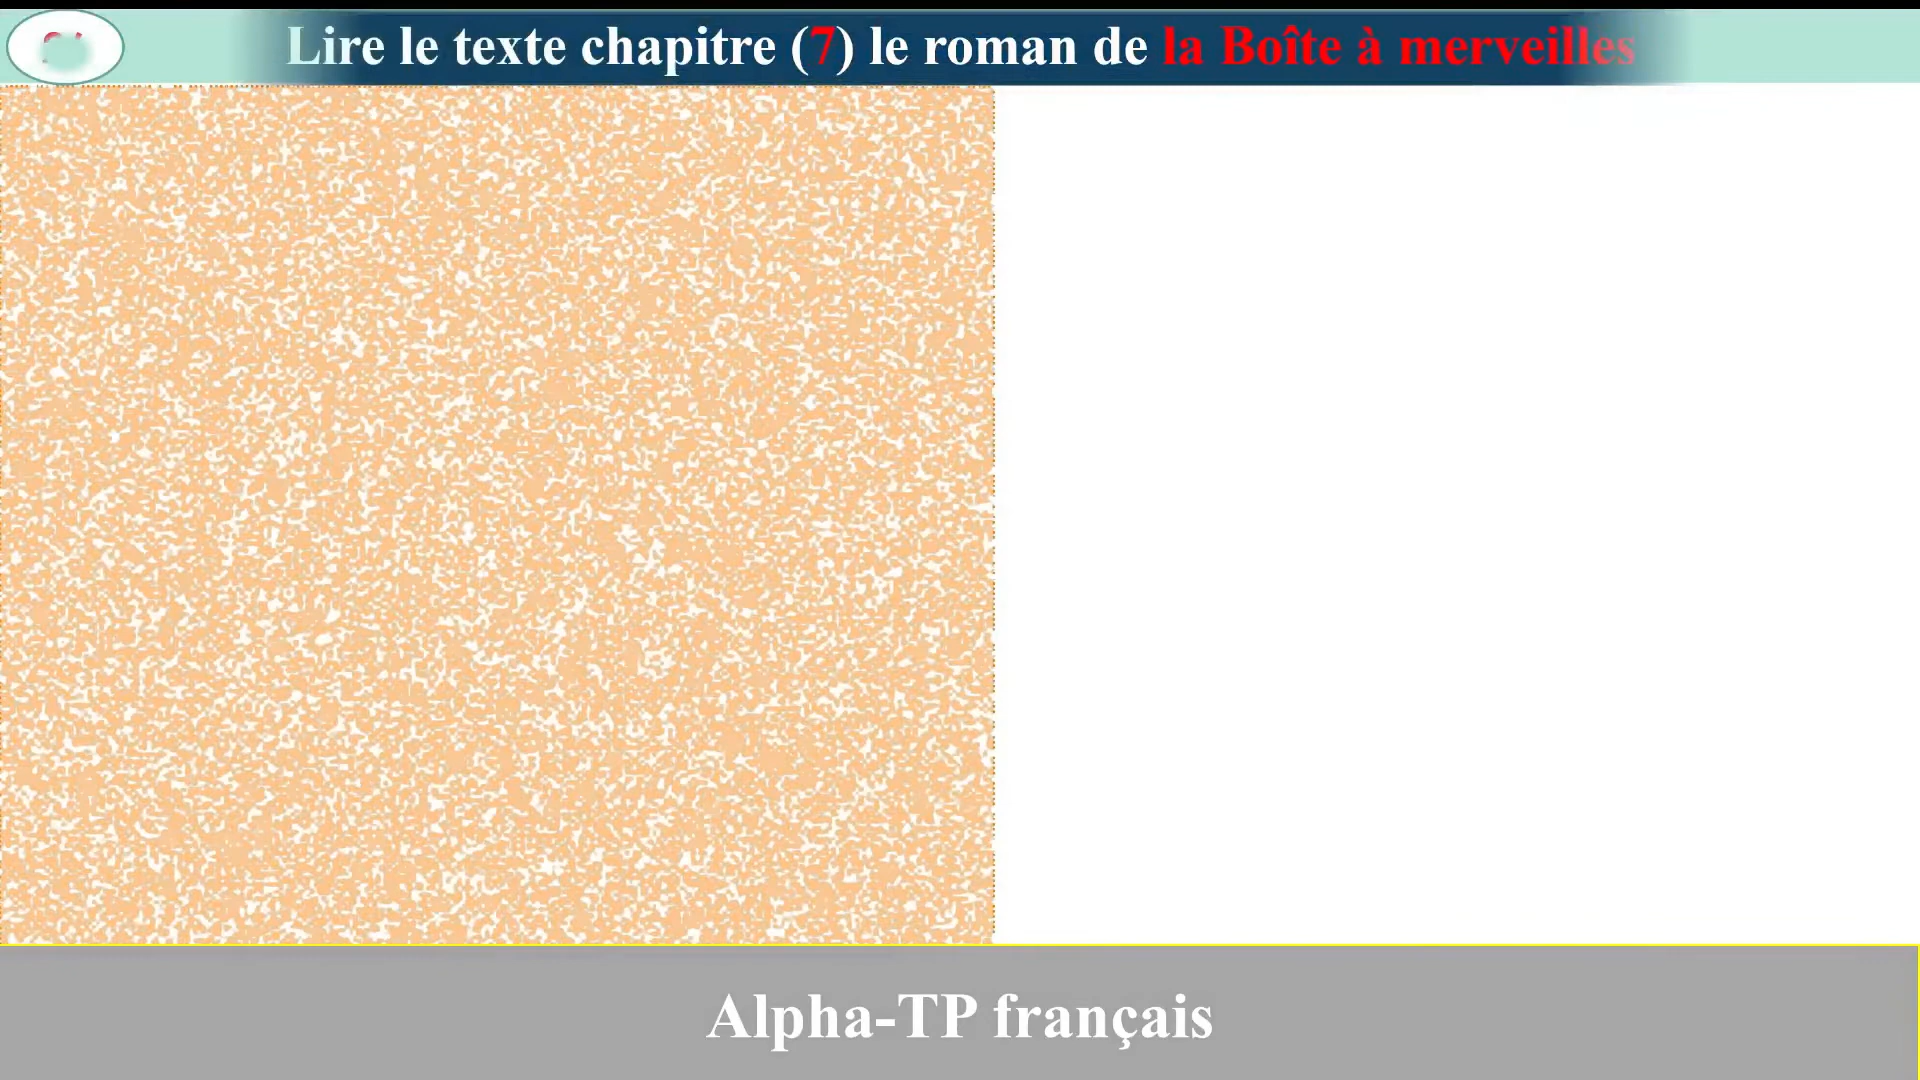 Lire le texte chapitre (7) le roman de la Boîte à merveilles
Alpha-TP français